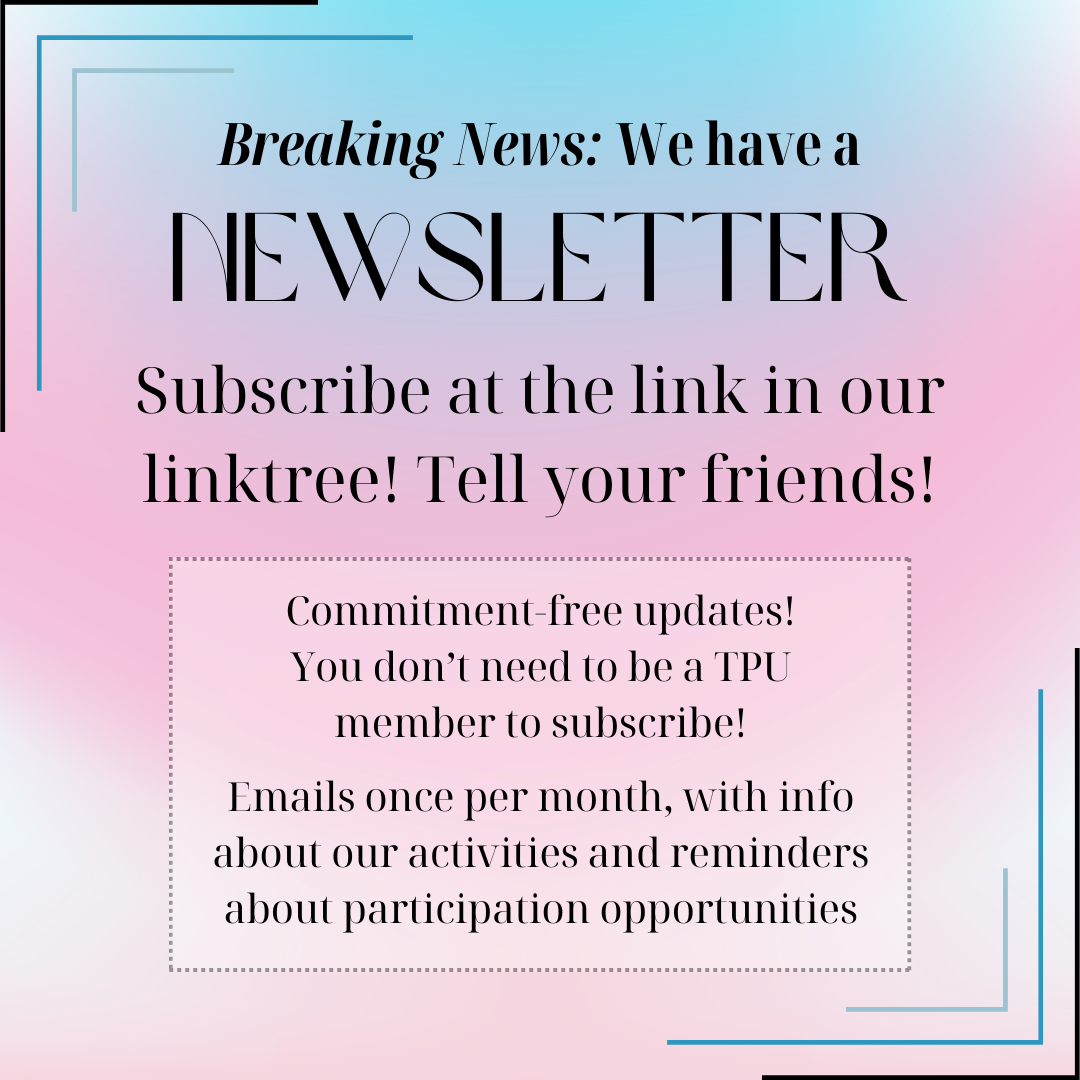 Breaking News: We have a
NEWSLETTER
Subscribe at the link in our
linktree! Tell your friends!
Commitment-free updates!
You don’t need to be a TPU
member to subscribe!
Emails once per month, with info
about our activities and reminders
about participation opportunities